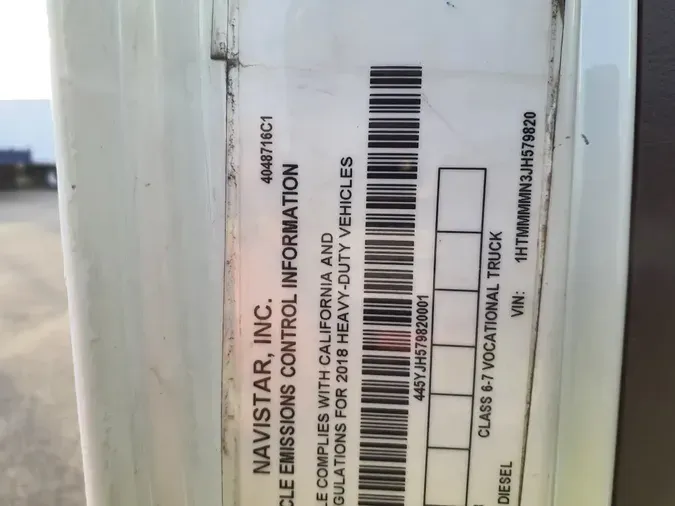 4048716C1
NAVISTAR, INC.
CLE EMISSIONS CONTROL INFORMATION
LE COMPLIES WITH CALIFORNIA AND
GULATIONS FOR 2018 HEAVY-DUTY VEHICLES
445YJH579820001
CLASS 6-7 VOCATIONAL TRUCK
DIESEL
VIN: 1HTMMMMN3JH579820